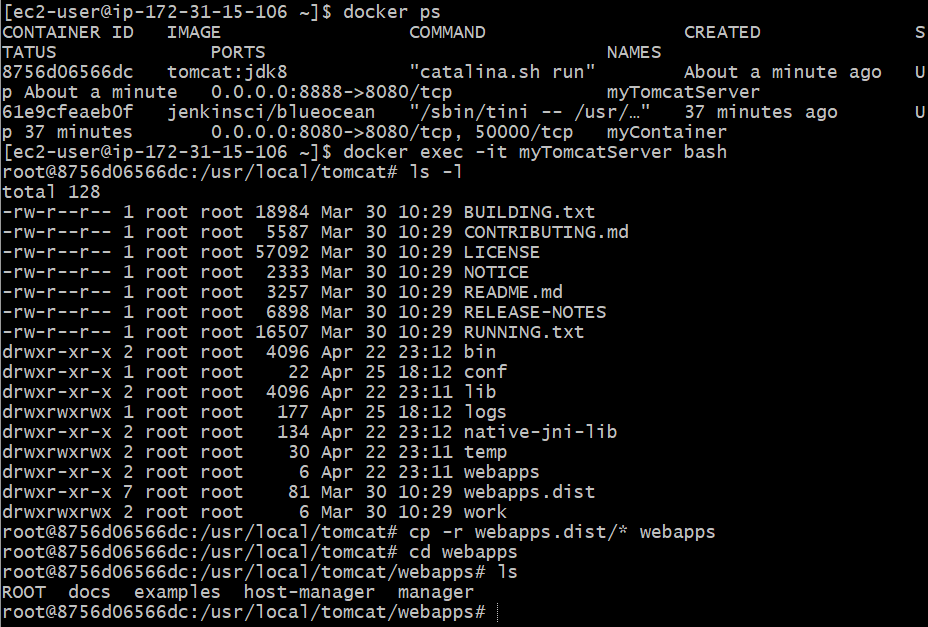 [ec2-user@ip-172-31-15-106 ~]$ docker ps
CONTAINER ID   IMAGE                 COMMAND                  CREATED              S
TATUS              PORTS                               NAMES
8756d06566dc   tomcat:jdk8           "catalina.sh run"        About a minute ago   U
p About a minute   0.0.0.0:8888->8080/tcp              myTomcatServer
61e9cfeaeb0f   jenkinsci/blueocean   "/sbin/tini -- /usr/…"   37 minutes ago       U
p 37 minutes       0.0.0.0:8080->8080/tcp, 50000/tcp   myContainer
[ec2-user@ip-172-31-15-106 ~]$ docker exec -it myTomcatServer bash
root@8756d06566dc:/usr/local/tomcat# ls -l
total 128
-rw-r--r-- 1 root root 18984 Mar 30 10:29 BUILDING.txt
-rw-r--r-- 1 root root  5587 Mar 30 10:29 CONTRIBUTING.md
-rw-r--r-- 1 root root 57092 Mar 30 10:29 LICENSE
-rw-r--r-- 1 root root  2333 Mar 30 10:29 NOTICE
-rw-r--r-- 1 root root  3257 Mar 30 10:29 README.md
-rw-r--r-- 1 root root  6898 Mar 30 10:29 RELEASE-NOTES
-rw-r--r-- 1 root root 16507 Mar 30 10:29 RUNNING.txt
drwxr-xr-x 2 root root  4096 Apr 22 23:12 bin
drwxr-xr-x 1 root root    22 Apr 25 18:12 conf
drwxr-xr-x 2 root root  4096 Apr 22 23:11 lib
drwxrwxrwx 1 root root   177 Apr 25 18:12 logs
drwxr-xr-x 2 root root   134 Apr 22 23:12 native-jni-lib
drwxrwxrwx 2 root root    30 Apr 22 23:11 temp
drwxr-xr-x 2 root root     6 Apr 22 23:11 webapps
drwxr-xr-x 7 root root    81 Mar 30 10:29 webapps.dist
drwxrwxrwx 2 root root     6 Mar 30 10:29 work
root@8756d06566dc:/usr/local/tomcat# cp -r webapps.dist/* webapps
root@8756d06566dc:/usr/local/tomcat# cd webapps
root@8756d06566dc:/usr/local/tomcat/webapps# ls
ROOT  docs  examples  host-manager  manager
root@8756d06566dc:/usr/local/tomcat/webapps#